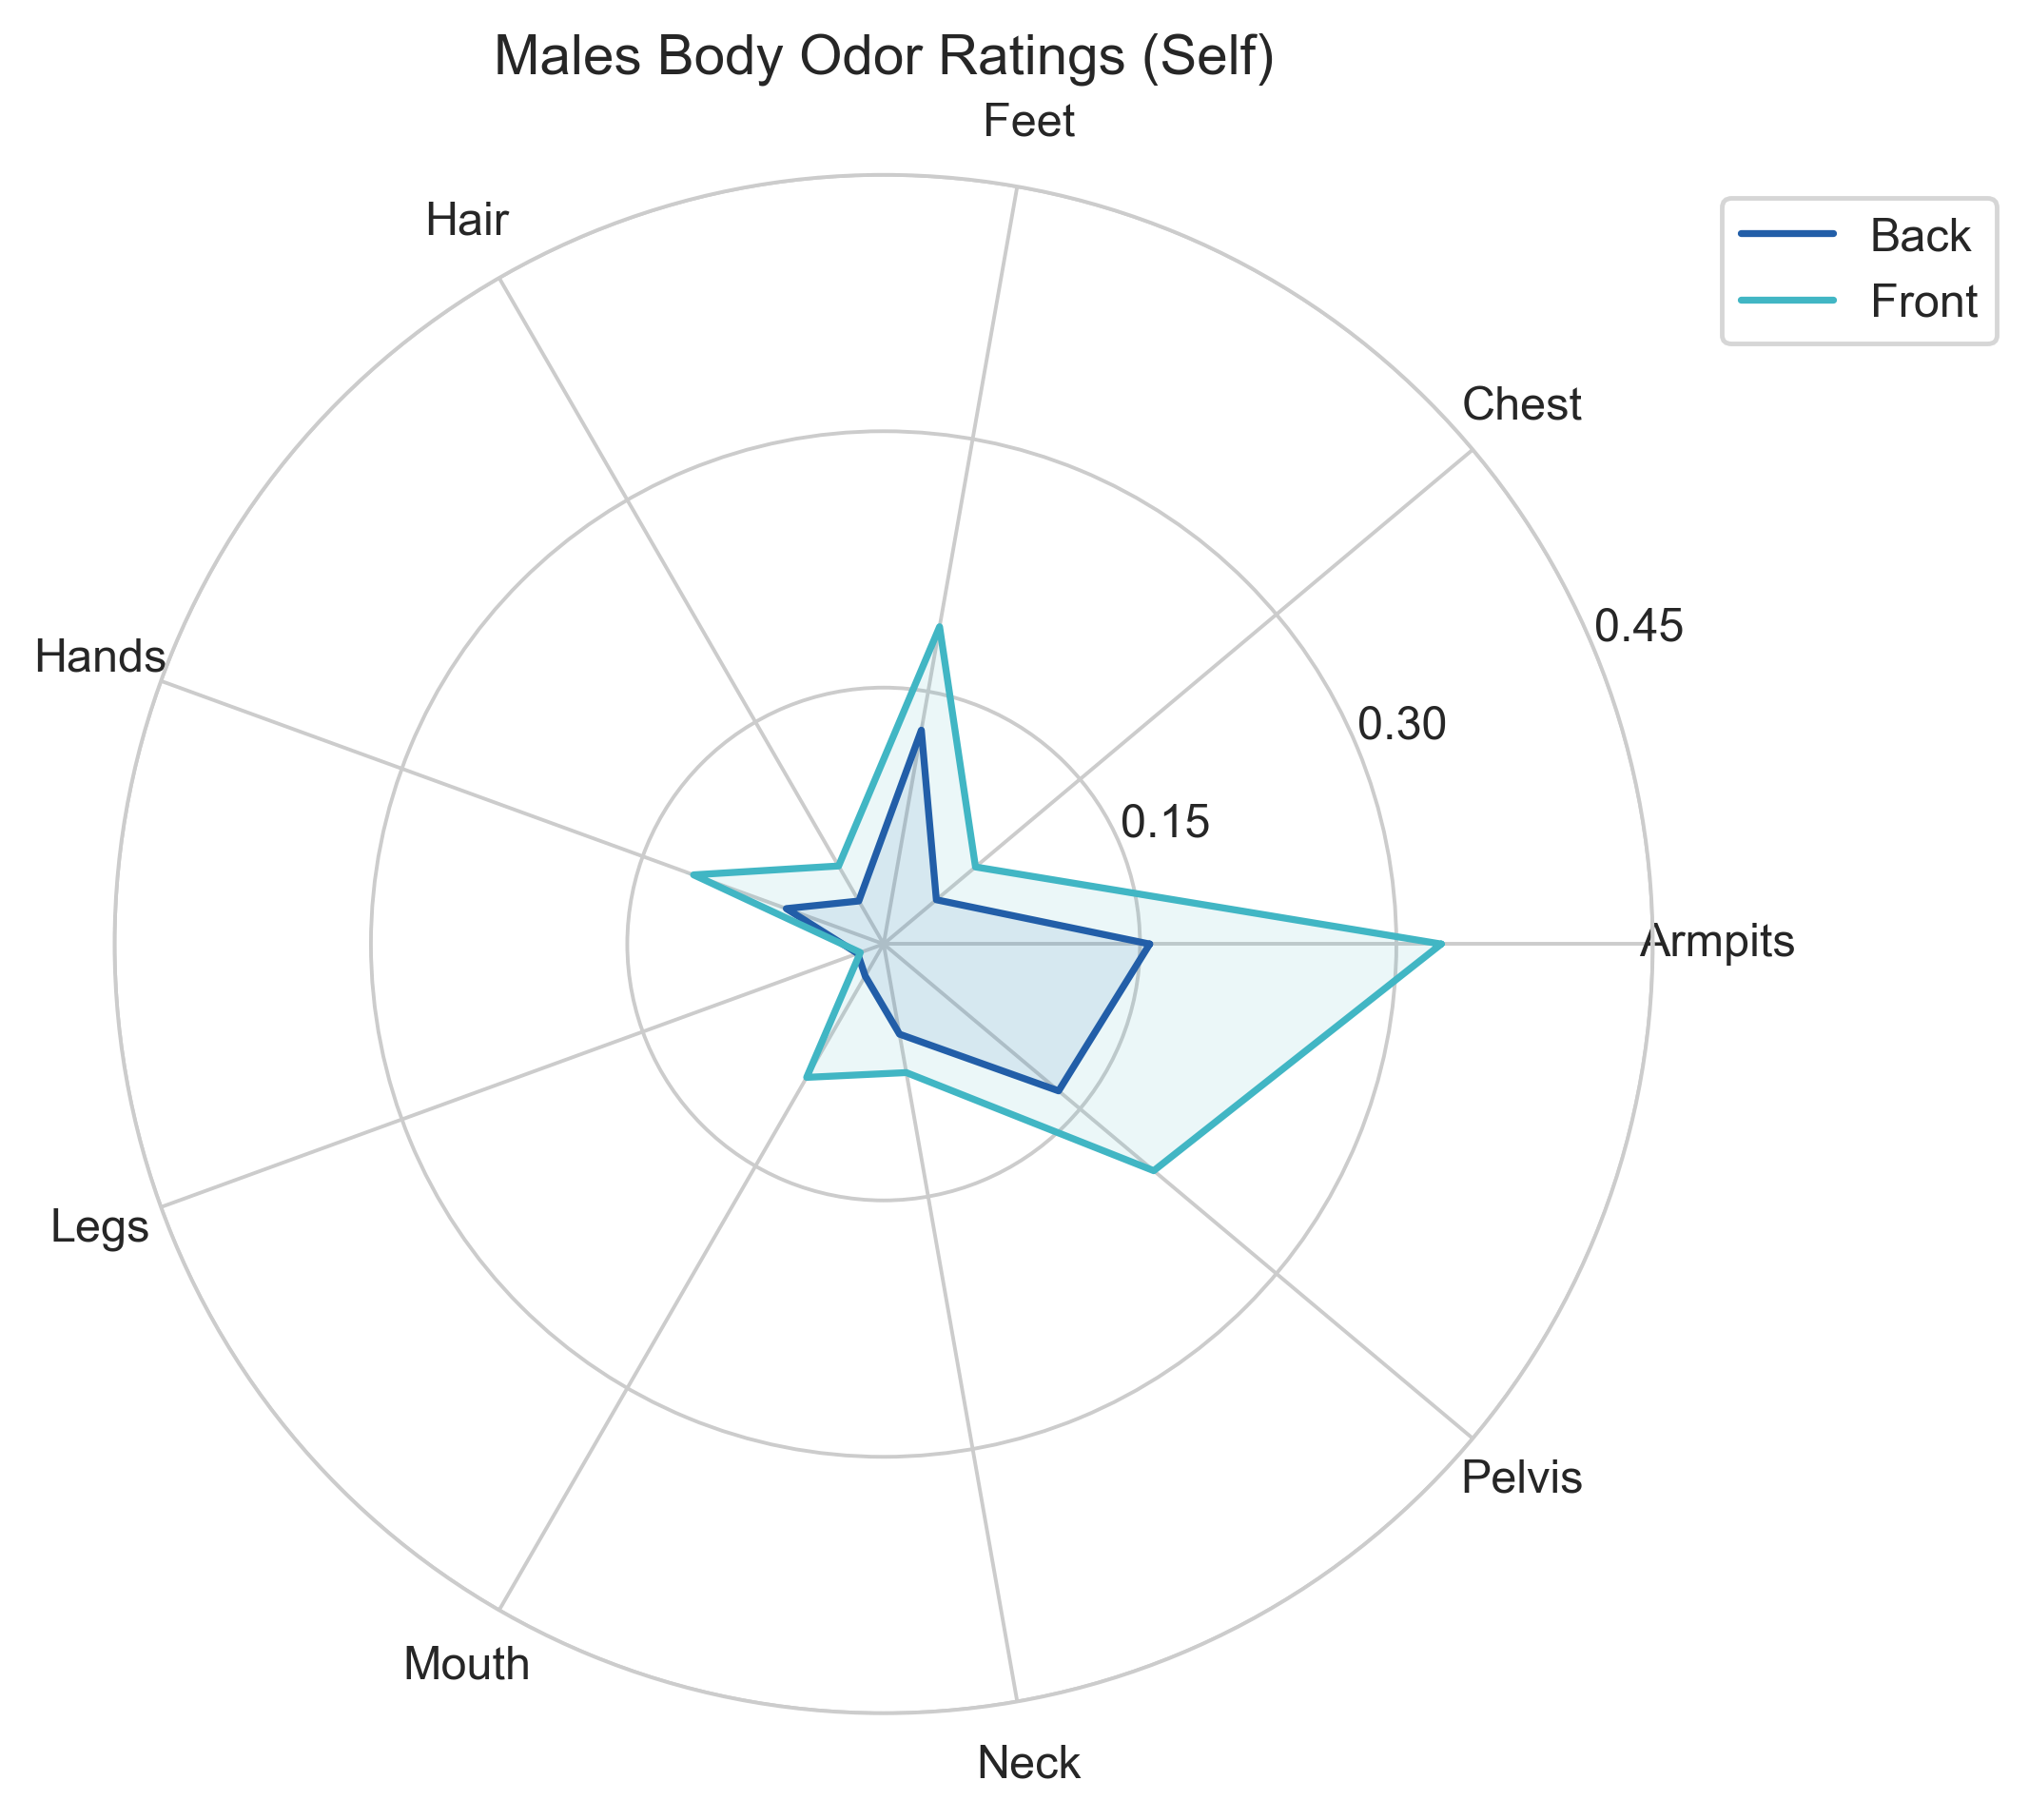 Males Body Odor Ratings (Self)
Feet
Hair
Back
Front
Chest
0.45
Hands
0.30
0.15
Armpits
Legs
Pelvis
Mouth
Neck